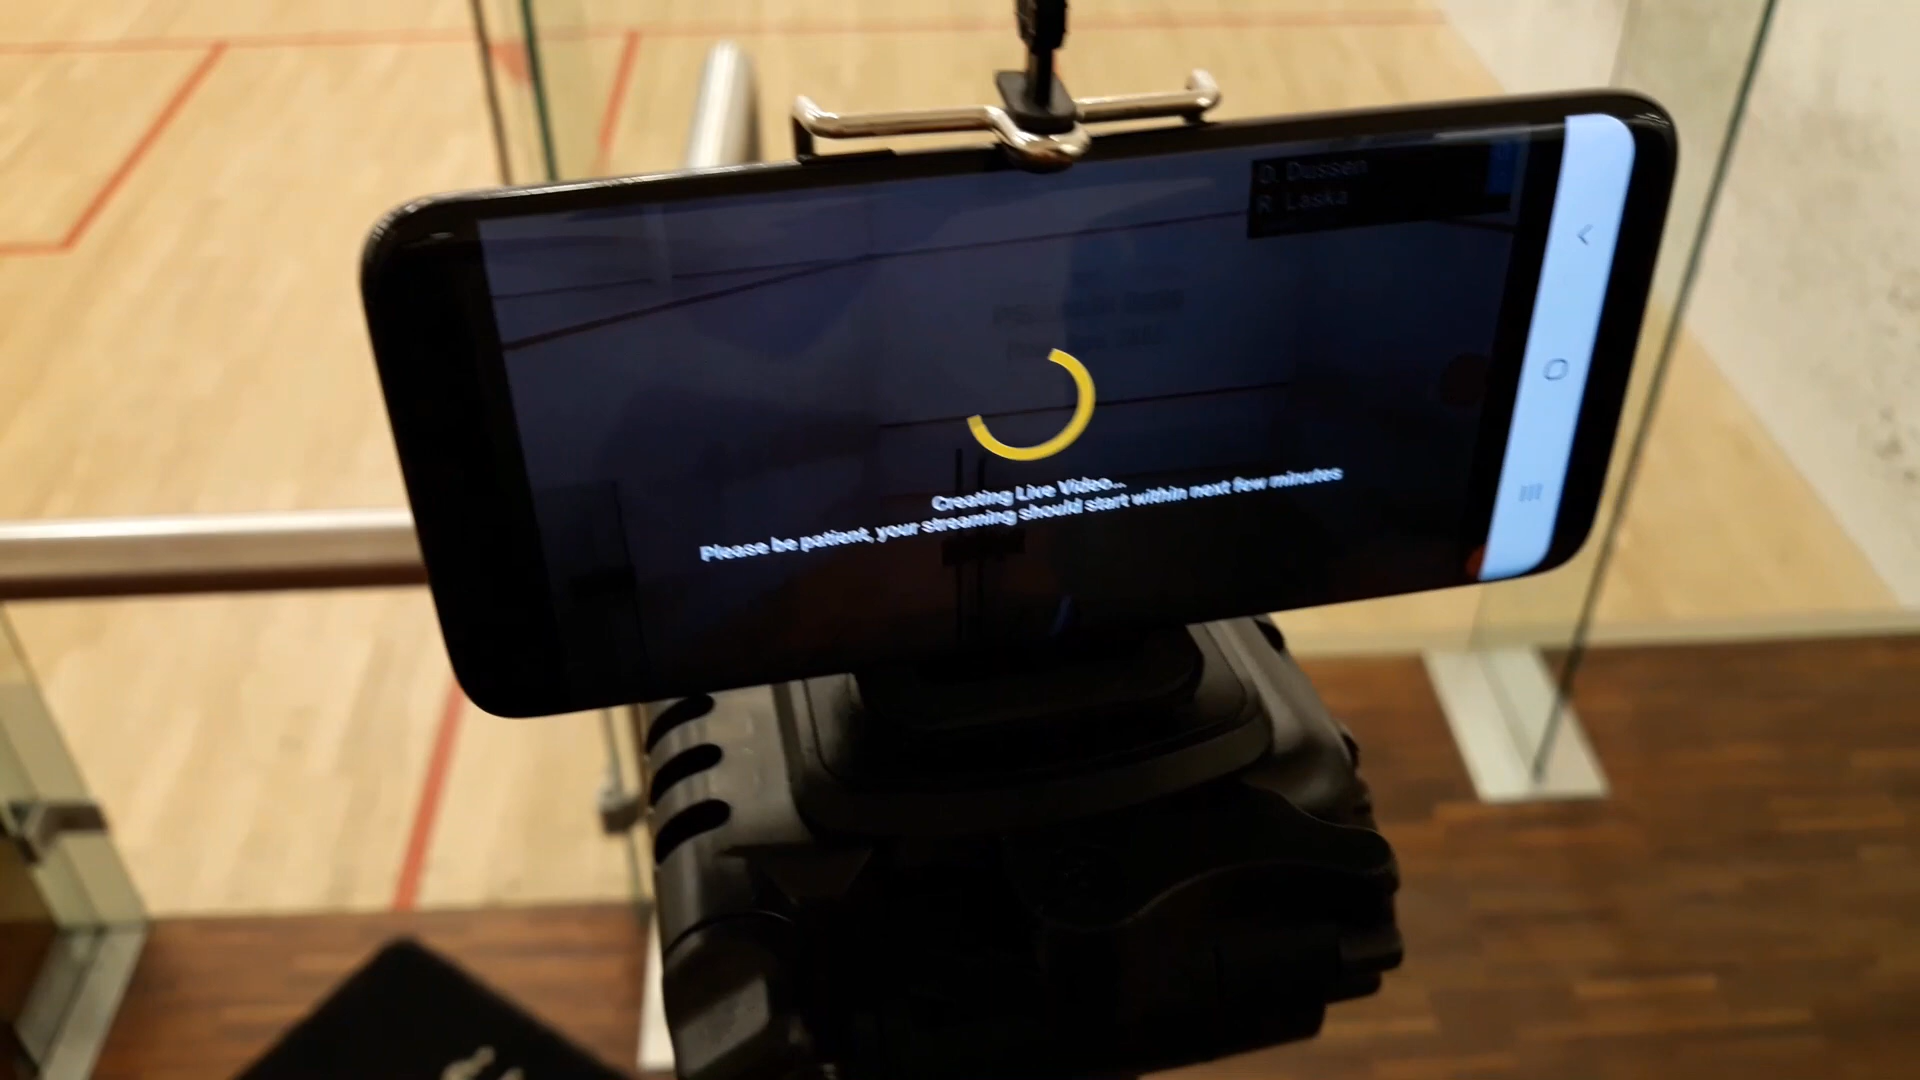 D. Dussen
R. Laska
Creating Live Video...
Please be patient, your streaming should start within next few minutes